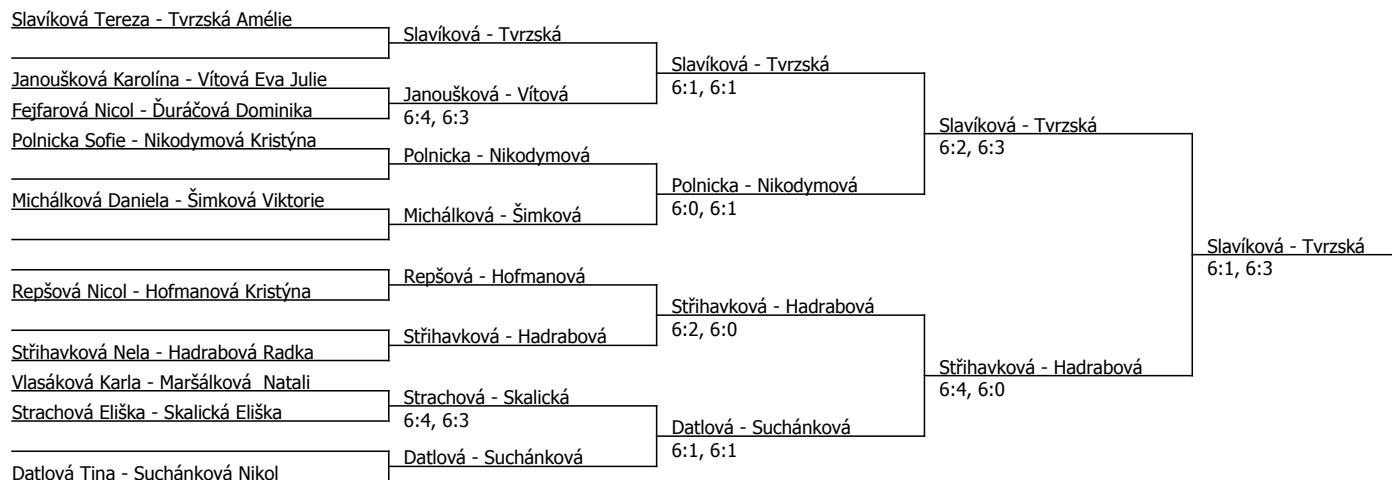 Slavíková Tereza - Tvrzská Amélie
Slavíková - Tvrzská
Slavíková - Tvrzská
6:1, 6:1
Janoušková Karolína - Vítová Eva Julie
Janoušková - Vítová
6:4, 6:3
Fejfarová Nicol - Ďuráčová Dominika
Slavíková - Tvrzská
6:2, 6:3
Polnicka Sofie - Nikodymová Kristýna
Polnicka - Nikodymová
Polnicka - Nikodymová
6:0, 6:1
Michálková Daniela - Šimková Viktorie
Michálková - Šimková
Slavíková - Tvrzská
6:1, 6:3
Repšová - Hofmanová
Repšová Nicol - Hofmanová Kristýna
Střihavková - Hadrabová
6:2, 6:0
Střihavková - Hadrabová
Střihavková Nela - Hadrabová Radka
Střihavková - Hadrabová
6:4, 6:0
Vlasáková Karla - Maršálková  Natali
Strachová - Skalická
6:4, 6:3
Strachová Eliška - Skalická Eliška
Datlová - Suchánková
6:1, 6:1
Datlová - Suchánková
Datlová Tina - Suchánková Nikol